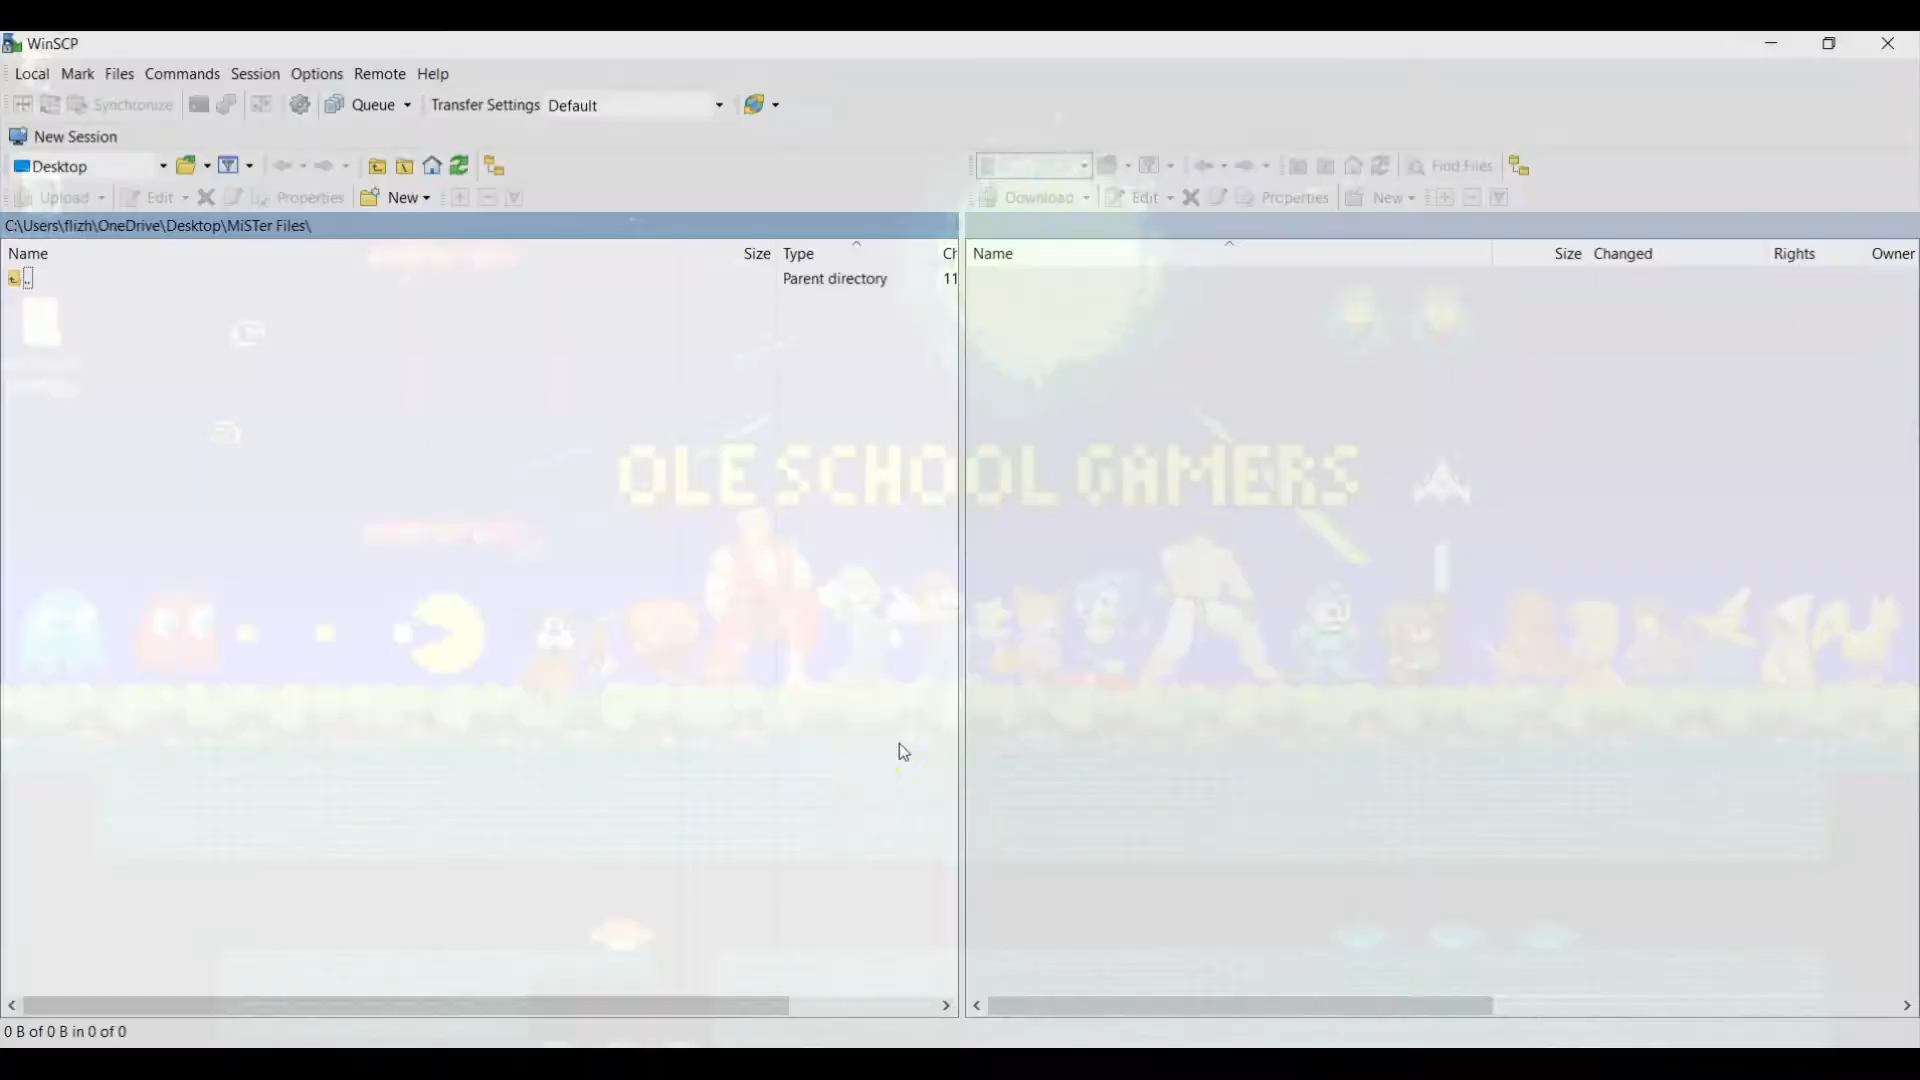 WinSCP
Local Mark Files Commands Session Options Remote Help
Synchronize Queue Transfer Settings Default
New Session
Desktop Find Files
Upload Edit Properties New Download Edit Properties New
C:\Users\flizh\OneDrive\Desktop\MiSTer Files\
Name Size Type Ch Name Size Changed Rights Owner
.. Parent directory 11
OLE SCHOOL GAMERS
0 B of 0 B in 0 of 0